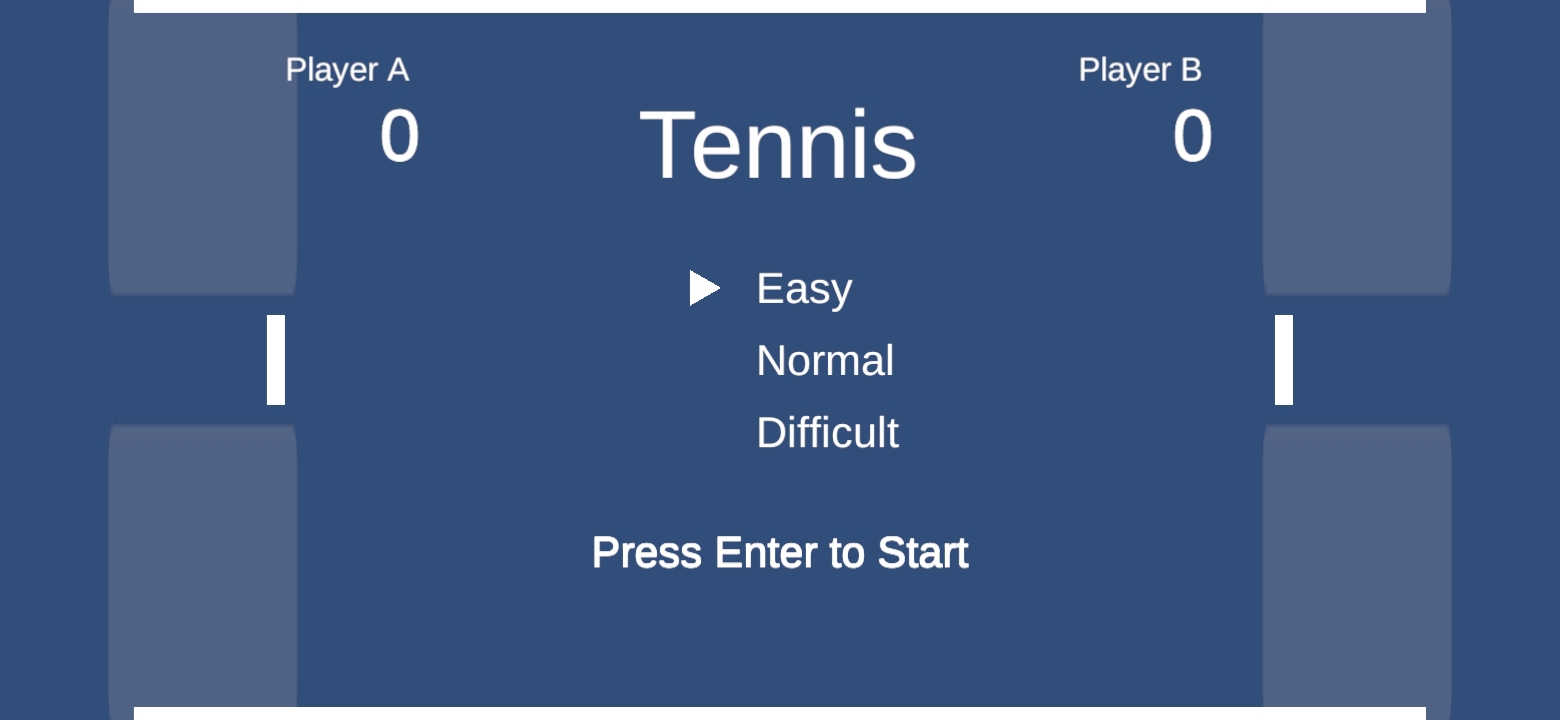 Player A
Player B
0
0
Tennis
Easy
Normal
Difficult
Press Enter to Start